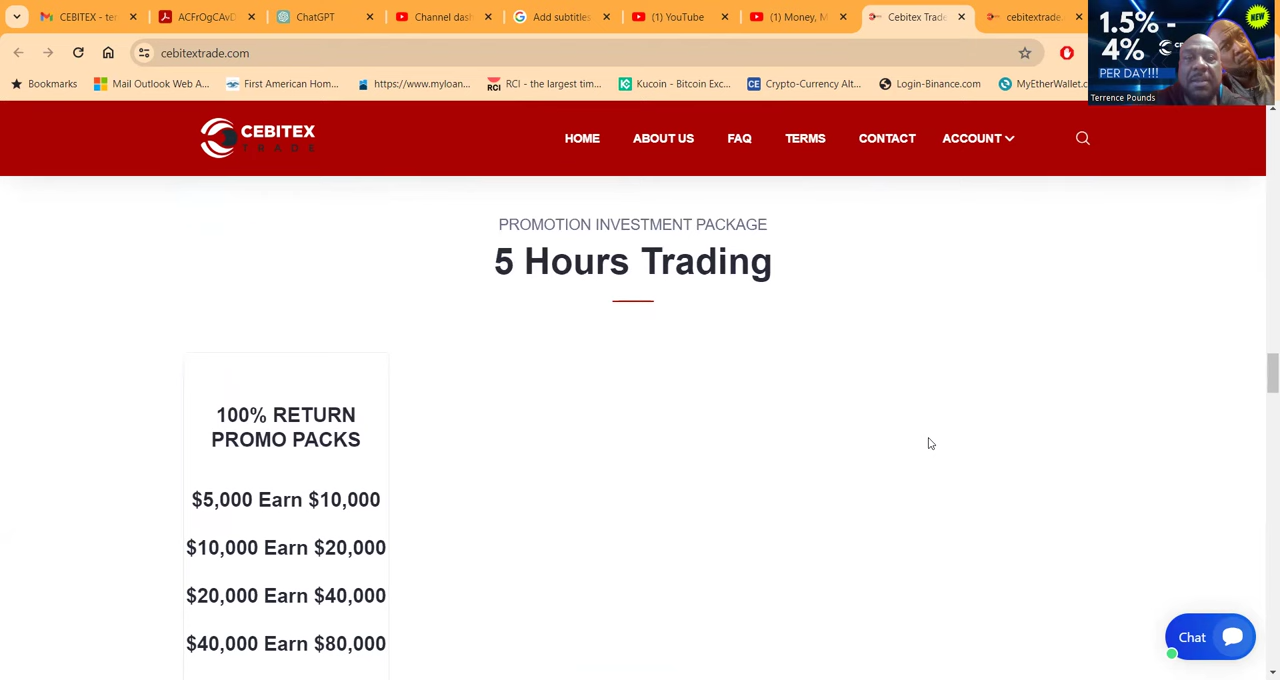 CEBITEX - tes
ACFrOgCAvD
ChatGPT
Channel das
Add subtitles
(1) YouTube
(1) Money, M
Cebitex Trade
cebitextrade.
cebitextrade.com
Bookmarks
Mail Outlook Web A...
First American Hom...
https://www.myloan...
RCI - The largest tim...
Kucoin - Bitcoin Exc...
Crypto-Currency Alt...
Login-Binance.com
MyEtherWallet.c
1.5% -
4%
PER DAY!!!
NEW
Terrence Pounds
CEBITEX
TRADE
HOME
ABOUT US
FAQ
TERMS
CONTACT
ACCOUNT
PROMOTION INVESTMENT PACKAGE
5 Hours Trading
100% RETURN
PROMO PACKS
$5,000 Earn $10,000
$10,000 Earn $20,000
$20,000 Earn $40,000
$40,000 Earn $80,000
Chat